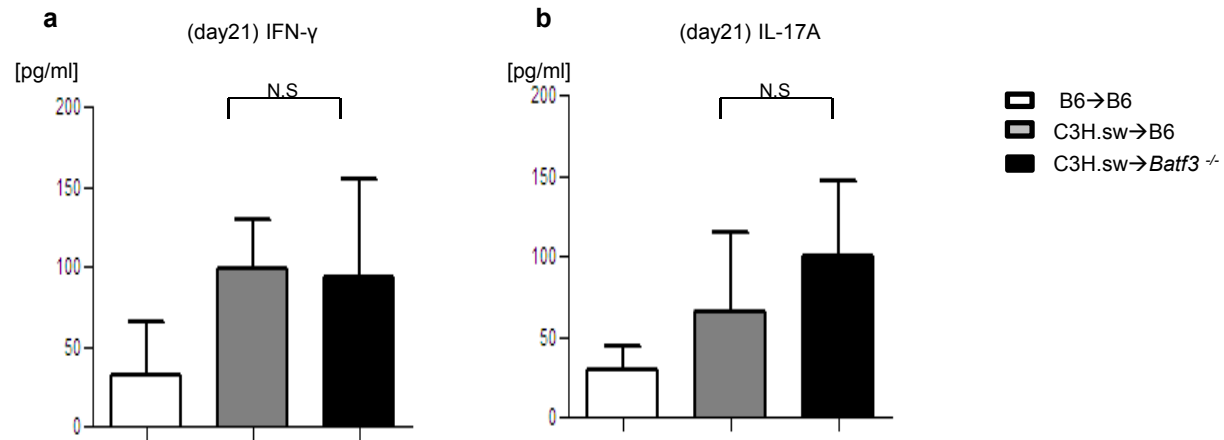 a
(day21) IFN-γ
[pg/ml]
N.S
200
150
100
50
0
b
(day21) IL-17A
[pg/ml]
N.S
200
150
100
50
0
B6→B6
C3H.sw→B6
C3H.sw→Batf3 -/-